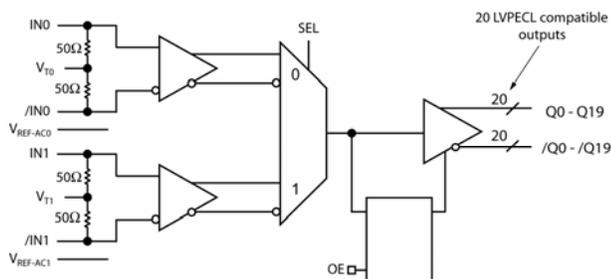 IN0
50Ω
VT0
50Ω
/IN0
VREF-AC0
IN1
50Ω
VT1
50Ω
/IN1
VREF-AC1
SEL
0
1
OE
20 LVPECL compatible
outputs
20
Q0 - Q19
20
/Q0 - /Q19